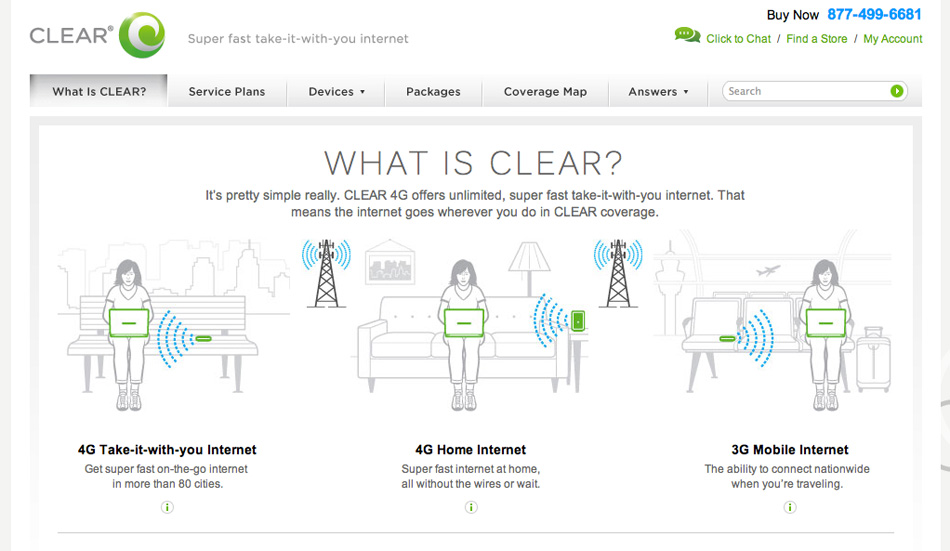 CLEAR®
Super fast take-it-with-you internet
Buy Now 877-499-6681
Click to Chat / Find a Store / My Account
What Is CLEAR? Service Plans Devices ▾ Packages Coverage Map Answers ▾ Search
WHAT IS CLEAR?
It's pretty simple really. CLEAR 4G offers unlimited, super fast take-it-with-you internet. That
means the internet goes wherever you do in CLEAR coverage.
4G Take-it-with-you Internet
Get super fast on-the-go internet
in more than 80 cities.
i
4G Home Internet
Super fast internet at home,
all without the wires or wait.
i
3G Mobile Internet
The ability to connect nationwide
when you're traveling.
i